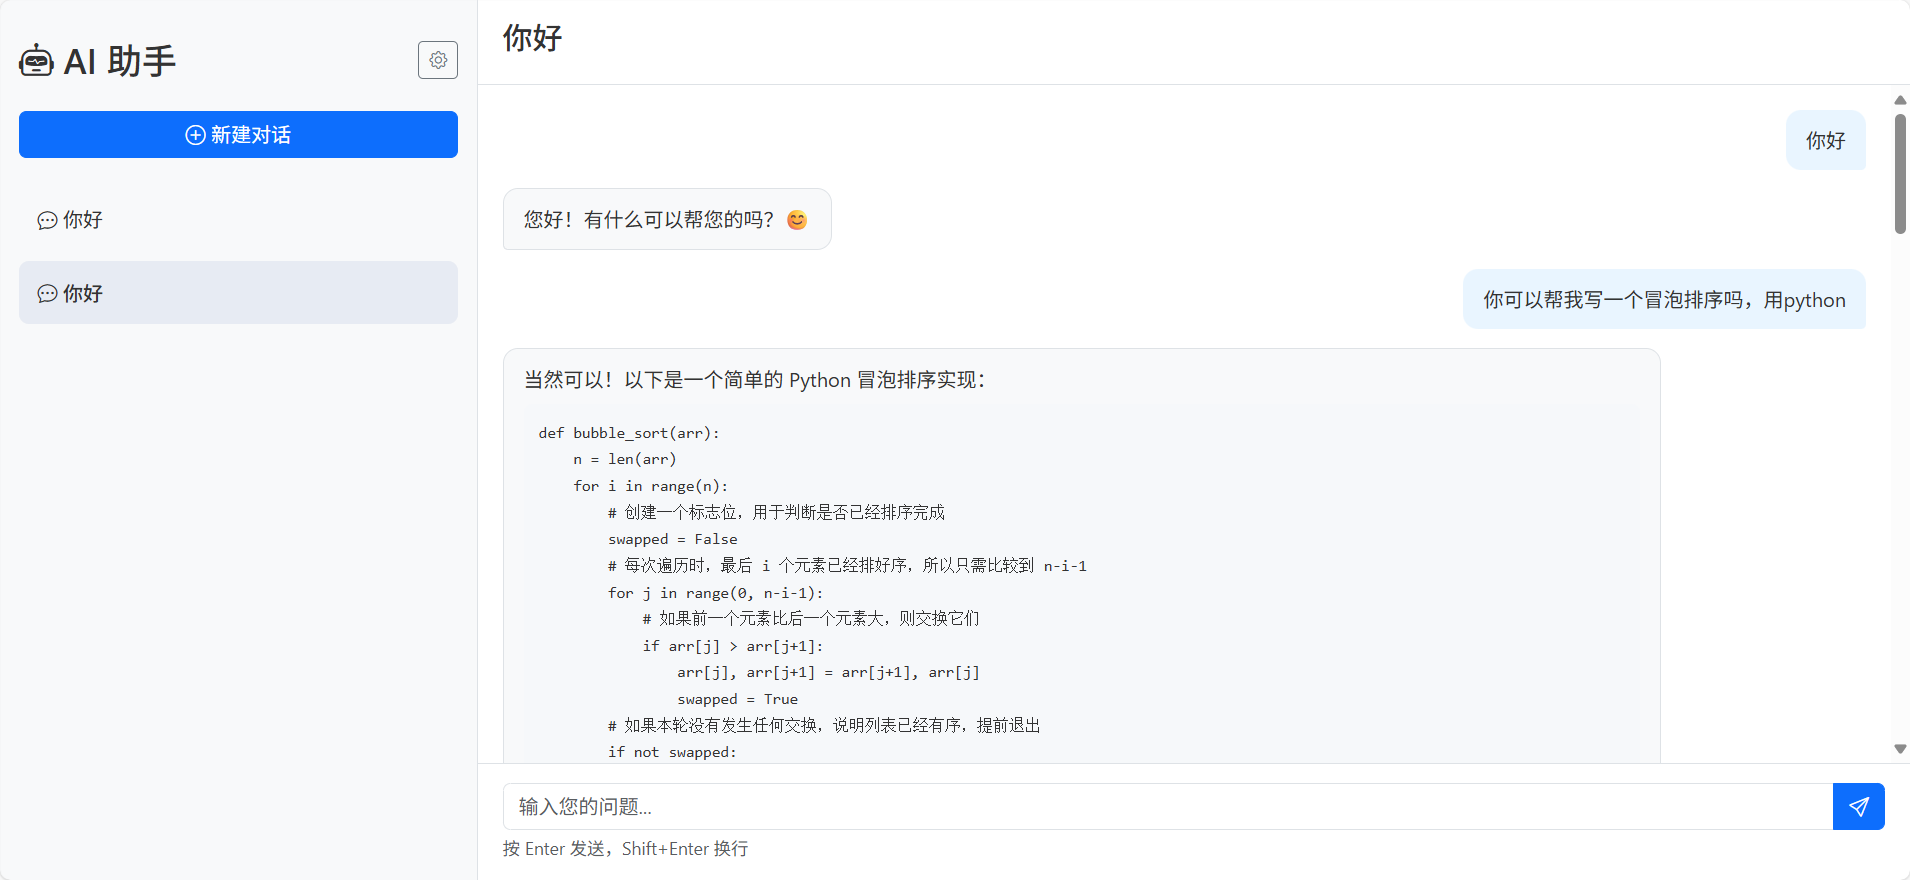 AI 助手
新建对话
你好
你好
你好
你好
您好！有什么可以帮您的吗？😊
你可以帮我写一个冒泡排序吗，用python
当然可以！以下是一个简单的 Python 冒泡排序实现：
def bubble_sort(arr):
    n = len(arr)
    for i in range(n):
        # 创建一个标志位，用于判断是否已经排序完成
        swapped = False
        # 每次遍历时，最后 i 个元素已经排好序，所以只需比较到 n-i-1
        for j in range(0, n-i-1):
            # 如果前一个元素比后一个元素大，则交换它们
            if arr[j] > arr[j+1]:
                arr[j], arr[j+1] = arr[j+1], arr[j]
                swapped = True
        # 如果本轮没有发生任何交换，说明列表已经有序，提前退出
        if not swapped:
输入您的问题...
按 Enter 发送，Shift+Enter 换行